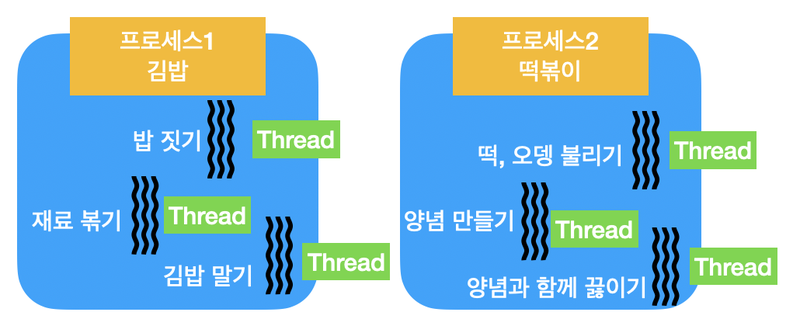 프로세스1
김밥
밥 짓기
Thread
재료 볶기
Thread
김밥 말기
Thread
프로세스2
떡볶이
떡, 오뎅 불리기
Thread
양념 만들기
Thread
양념과 함께 끓이기
Thread